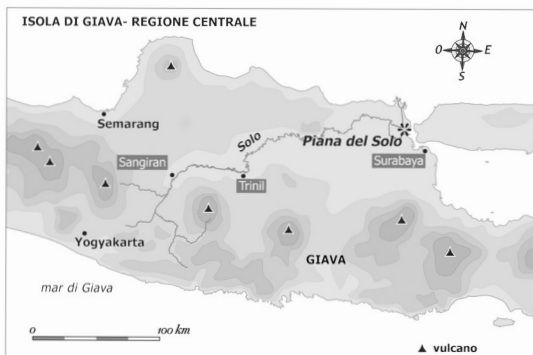 ISOLA DI GIAVA- REGIONE CENTRALE
N
O E
S
Semarang
Solo
Piana del Solo
Sangiran
Surabaya
Trinil
Yogyakarta
GIAVA
mar di Giava
0 100 km
vulcano